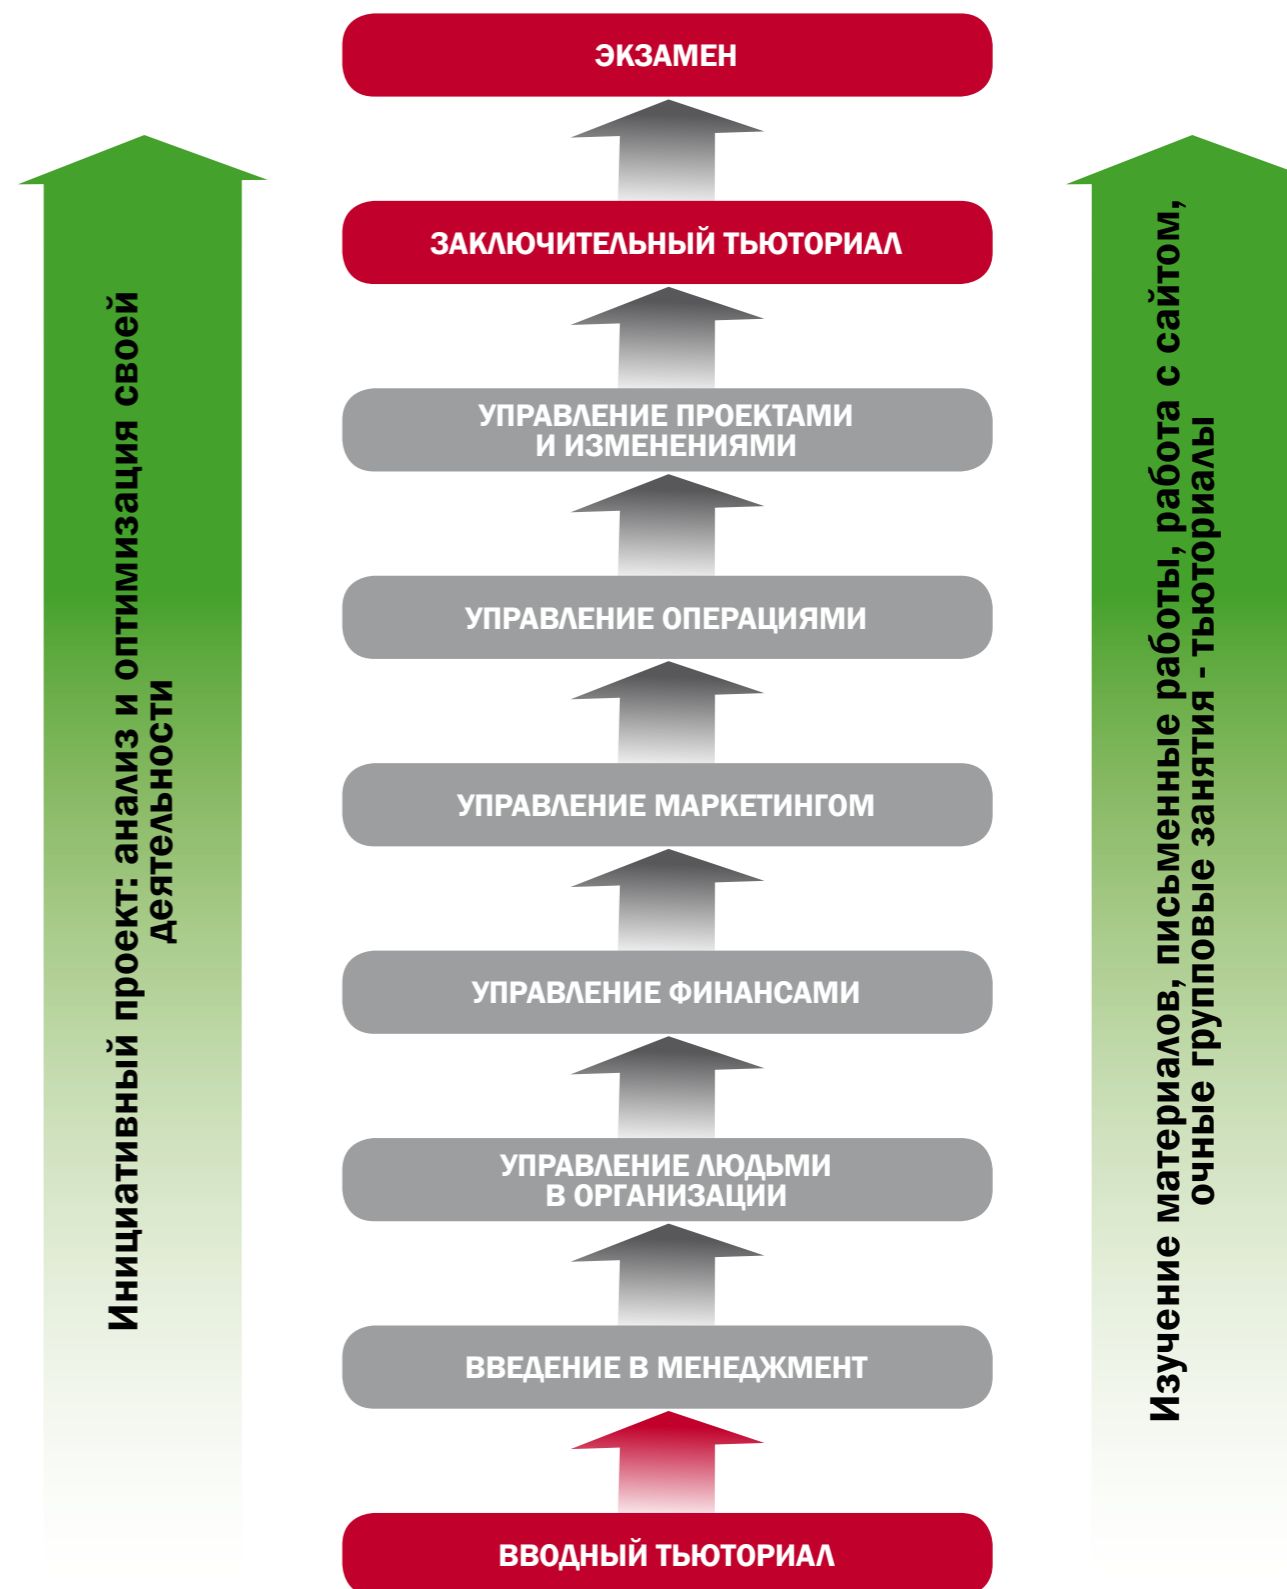 ЭКЗАМЕН
ЗАКЛЮЧИТЕЛЬНЫЙ ТЬЮТОРИАЛ
УПРАВЛЕНИЕ ПРОЕКТАМИ
И ИЗМЕНЕНИЯМИ
УПРАВЛЕНИЕ ОПЕРАЦИЯМИ
УПРАВЛЕНИЕ МАРКЕТИНГОМ
УПРАВЛЕНИЕ ФИНАНСАМИ
УПРАВЛЕНИЕ ЛЮДЬМИ
В ОРГАНИЗАЦИИ
ВВЕДЕНИЕ В МЕНЕДЖМЕНТ
ВВОДНЫЙ ТЬЮТОРИАЛ
Инициативный проект: анализ и оптимизация своей
деятельности
Изучение материалов, письменные работы, работа с сайтом,
очные групповые занятия - тьюториалы